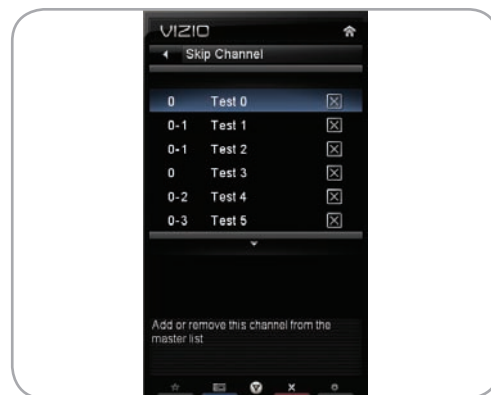 VIZIO
Skip Channel
0 Test 0
0-1 Test 1
0-1 Test 2
0 Test 3
0-2 Test 4
0-3 Test 5
Add or remove this channel from the
master list